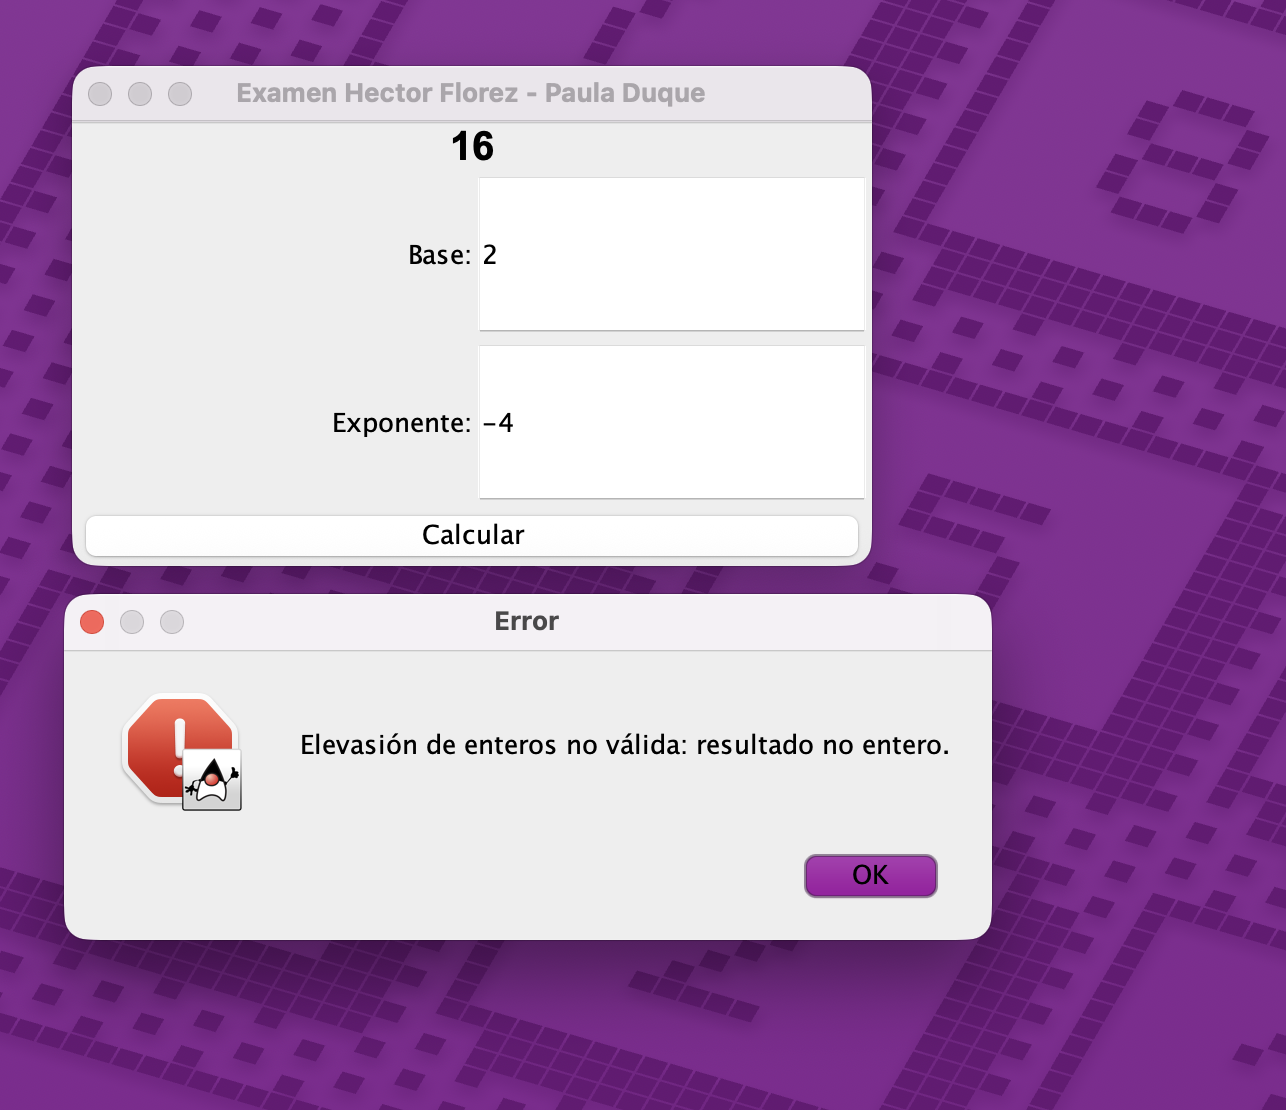 Examen Hector Florez - Paula Duque
16
Base: 2
Exponente: -4
Calcular
Error
Elevasión de enteros no válida: resultado no entero.
OK